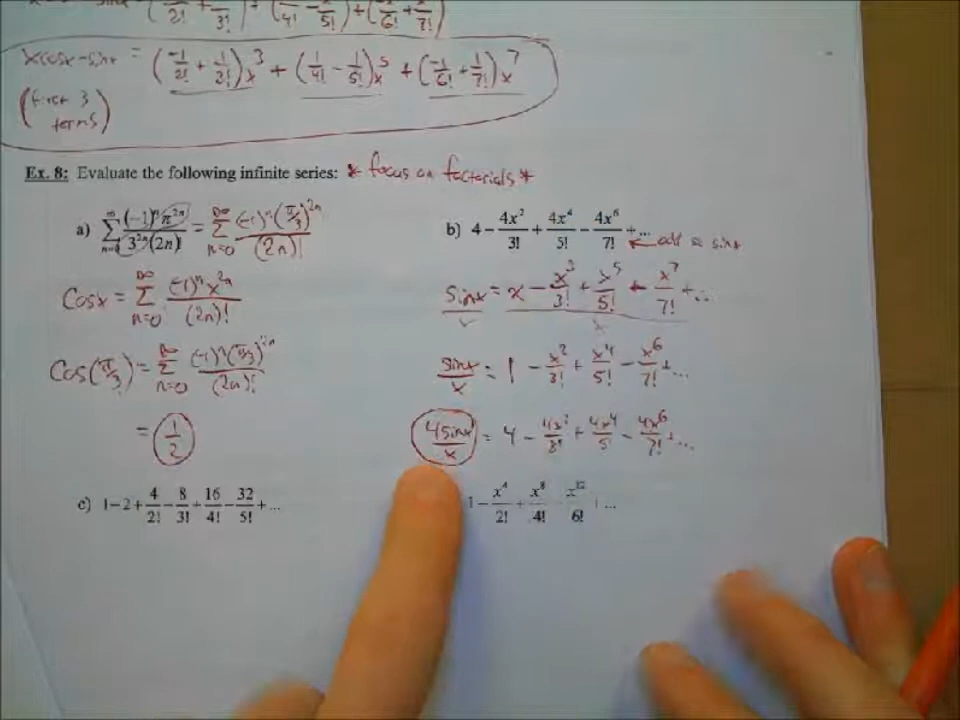 x cosx - sinx = (-1/2! + 1/3!)x^3 + (1/4! - 1/5!)x^5 + (-1/6! + 1/7!)x^7
(first 3 terms)
Ex. 8: Evaluate the following infinite series: * focus on factorials *
a) ∑_{n=0}^{∞} (-1)^n π^{2n} / 3^{2n}(2n)! = ∑_{n=0}^{∞} (-1)^n (π/3)^{2n} / (2n)!
b) 4 - 4x^2/3! + 4x^4/5! - 4x^6/7! + ... ← odd = sinx
Cosx = ∑_{n=0}^{∞} (-1)^n x^{2n} / (2n)!
sinx/x = x - x^3/3! + x^5/5! - x^7/7! + ... / x
Cos(π/3) = ∑_{n=0}^{∞} (-1)^n (π/3)^{2n} / (2n)!
sinx/x = 1 - x^2/3! + x^4/5! - x^6/7! + ...
= 1/2
4sinx/x = 4 - 4x^2/3! + 4x^4/5! - 4x^6/7! + ...
c) 1 - 2 + 4/2! - 8/3! + 16/4! - 32/5! + ...
1 - x^4/2! + x^8/4! - x^12/6! + ...